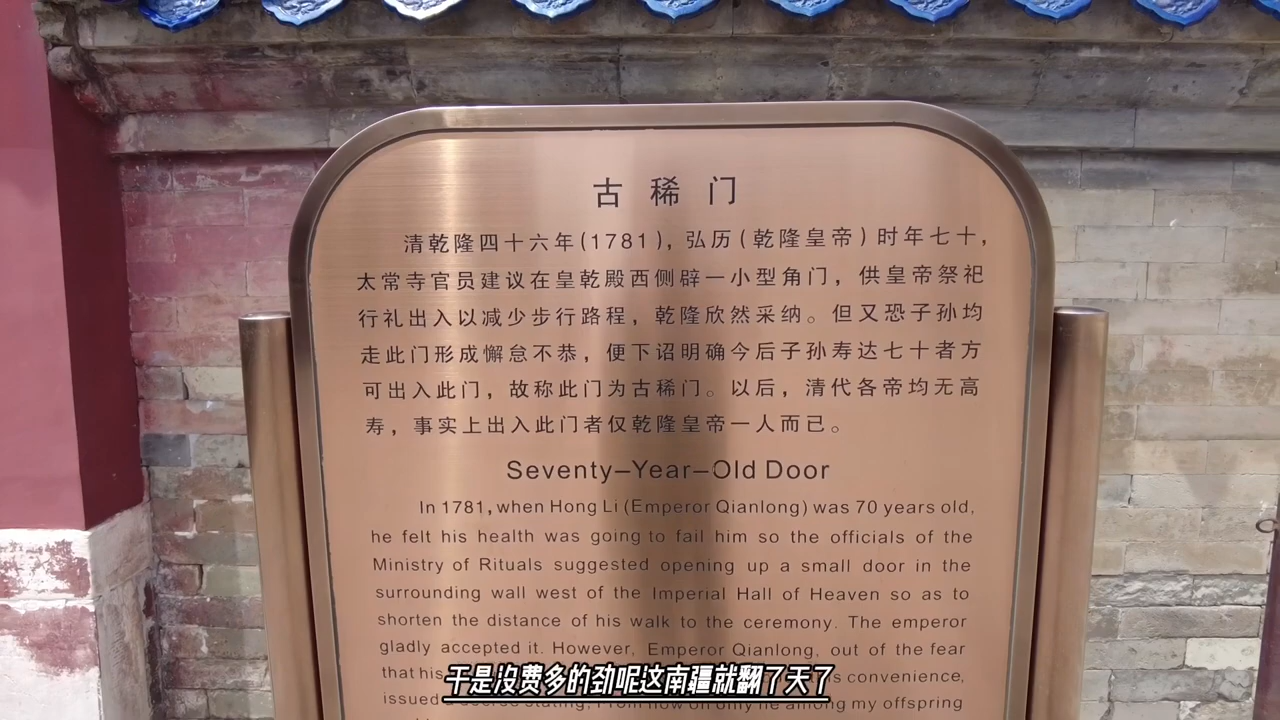 古稀门
清乾隆四十六年(1781)，弘历(乾隆皇帝)时年七十，
太常寺官员建议在皇乾殿西侧辟一小型角门，供皇帝祭祀
行礼出入以减少步行路程，乾隆欣然采纳。但又恐子孙均
走此门形成懈怠不恭，便下诏明确今后子孙寿达七十者方
可出入此门，故称此门为古稀门。以后，清代各帝均无高
寿，事实上出入此门者仅乾隆皇帝一人而已。
Seventy-Year-Old Door
In 1781, when Hong Li (Emperor Qianlong) was 70 years old,
he felt his health was going to fail him so the officials of the
Ministry of Rituals suggested opening up a small door in the
surrounding wall west of the Imperial Hall of Heaven so as to
shorten the distance of his walk to the ceremony. The emperor
gladly accepted it. However, Emperor Qianlong, out of the fear
that his s convenience,
issued my offspring
于是没费多的劲呢这南疆就翻了天了